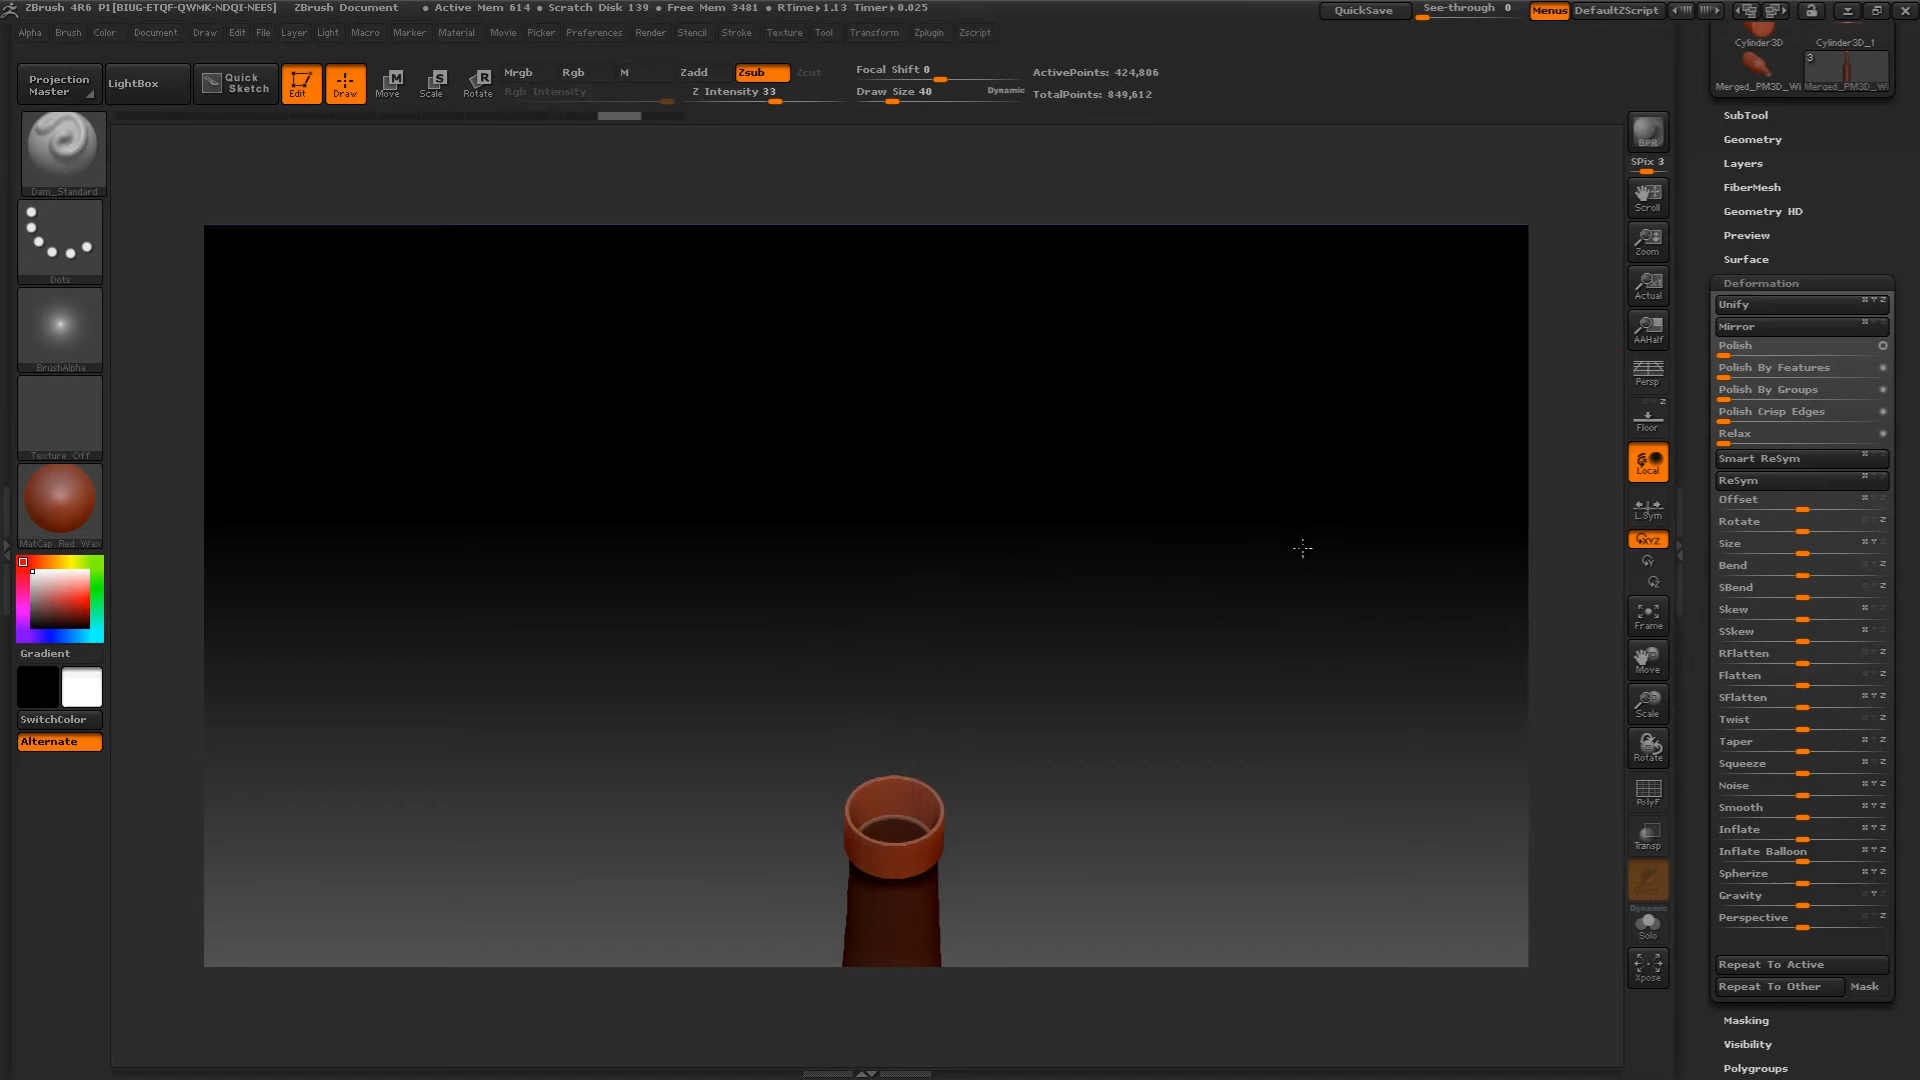 ZBrush 4R6 P1[BIUG-ETQF-QWMK-NDQI-NEES] ZBrush Document • Active Mem 614 • Scratch Disk 139 • Free Mem 3481 • RTime▸1.13 Timer▸0.025 QuickSave See-through 0 Menus DefaultZScript
Alpha Brush Color Document Draw Edit File Layer Light Macro Marker Material Movie Picker Preferences Render Stencil Stroke Texture Tool Transform Zplugin Zscript
Projection Master LightBox Quick Sketch Edit Draw Move Scale Rotate
Mrgb Rgb M Zadd Zsub Zcut
Rgb Intensity Z Intensity 33
Focal Shift 0
Draw Size 40 Dynamic
ActivePoints: 424,806
TotalPoints: 849,612
Dam_Standard
Dots
BrushAlpha
Texture Off
MatCap Red Wax
Gradient
SwitchColor
Alternate
BPR
SPix 3
Scroll
Zoom
Actual
AAHalf
Persp
Floor
Local
L.Sym
XYZ
Frame
Move
Scale
Rotate
PolyF
Transp
Dynamic
Solo
Xpose
Cylinder3D Cylinder3D_1
3
Merged_PM3D_Wi Merged_PM3D_Wi
SubTool
Geometry
Layers
FiberMesh
Geometry HD
Preview
Surface
Deformation
Unify
Mirror
Polish
Polish By Features
Polish By Groups
Polish Crisp Edges
Relax
Smart ReSym
ReSym
Offset
Rotate
Size
Bend
SBend
Skew
SSkew
RFlatten
Flatten
SFlatten
Twist
Taper
Squeeze
Noise
Smooth
Inflate
Inflate Balloon
Spherize
Gravity
Perspective
Repeat To Active
Repeat To Other Mask
Masking
Visibility
Polygroups